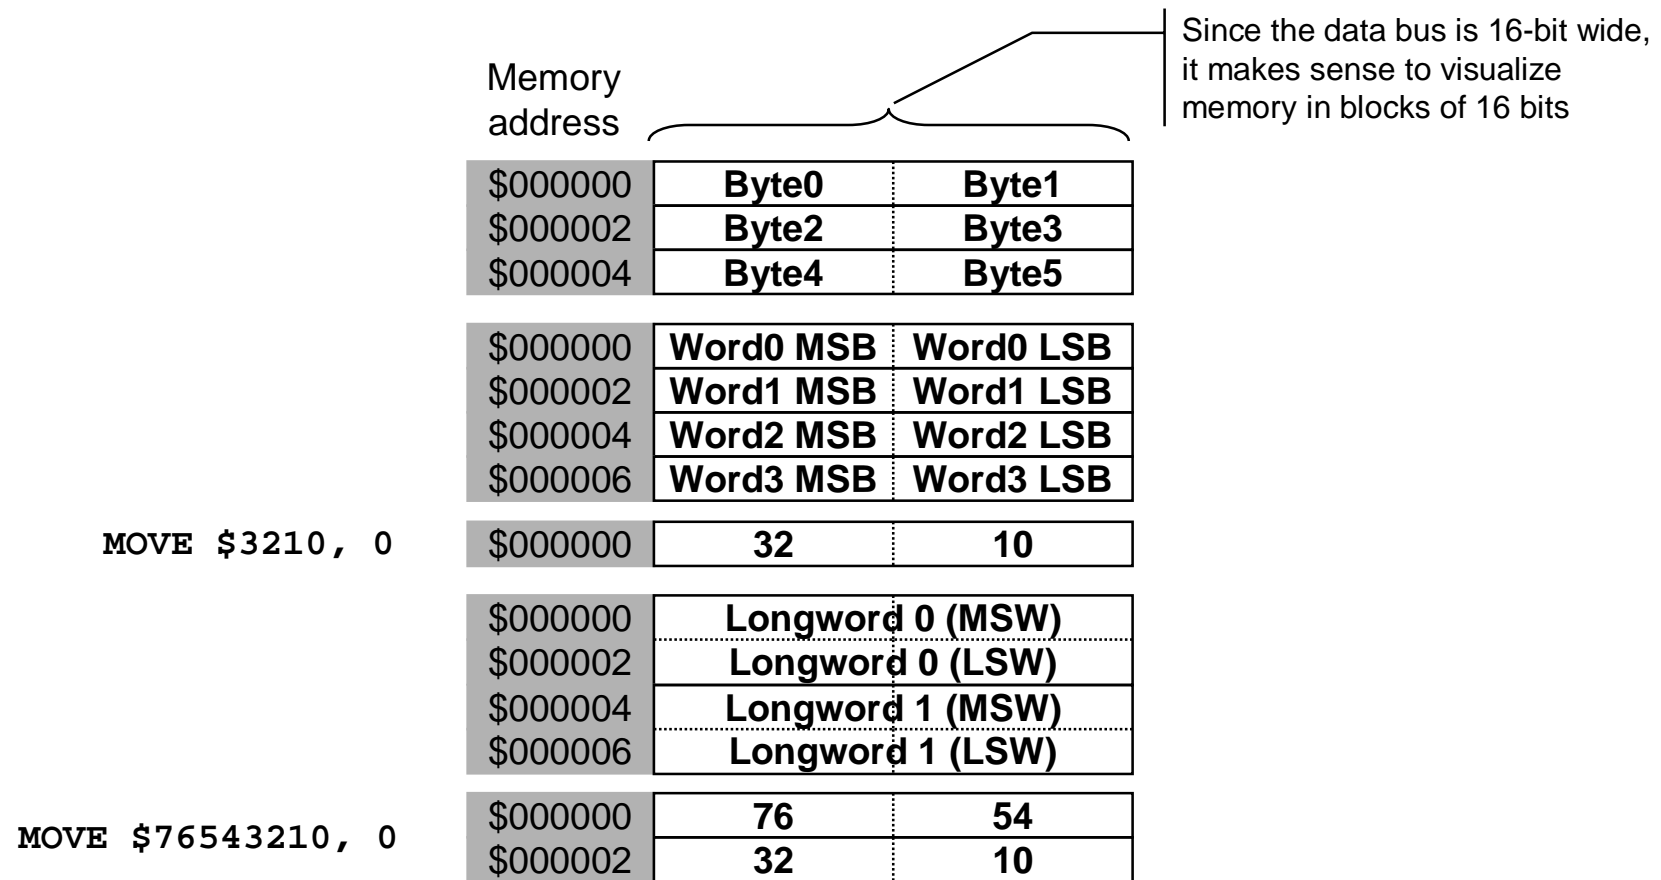 Since the data bus is 16-bit wide,
it makes sense to visualize
memory in blocks of 16 bits
Memory
address
$000000 Byte0 Byte1
$000002 Byte2 Byte3
$000004 Byte4 Byte5
$000000 Word0 MSB Word0 LSB
$000002 Word1 MSB Word1 LSB
$000004 Word2 MSB Word2 LSB
$000006 Word3 MSB Word3 LSB
MOVE $3210, 0 $000000 32 10
$000000 Longword 0 (MSW)
$000002 Longword 0 (LSW)
$000004 Longword 1 (MSW)
$000006 Longword 1 (LSW)
$000000 76 54
MOVE $76543210, 0
$000002 32 10